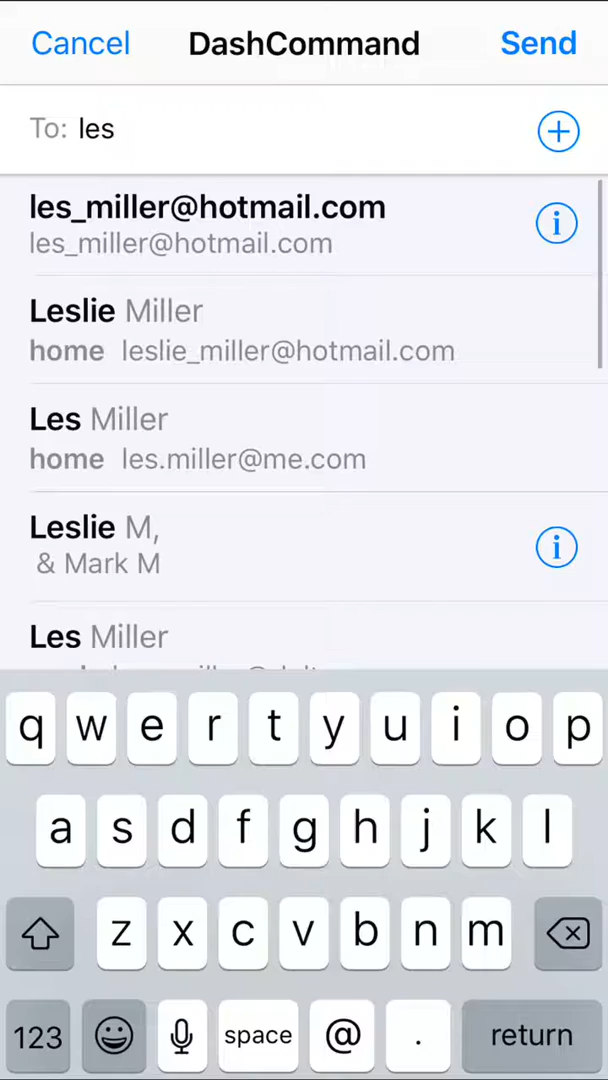 Cancel DashCommand Send
To: les
les_miller@hotmail.com
les_miller@hotmail.com
Leslie Miller
home leslie_miller@hotmail.com
Les Miller
home les.miller@me.com
Leslie M,
& Mark M
Les Miller
q w e r t y u i o p
a s d f g h j k l
z x c v b n m
123 space @ . return